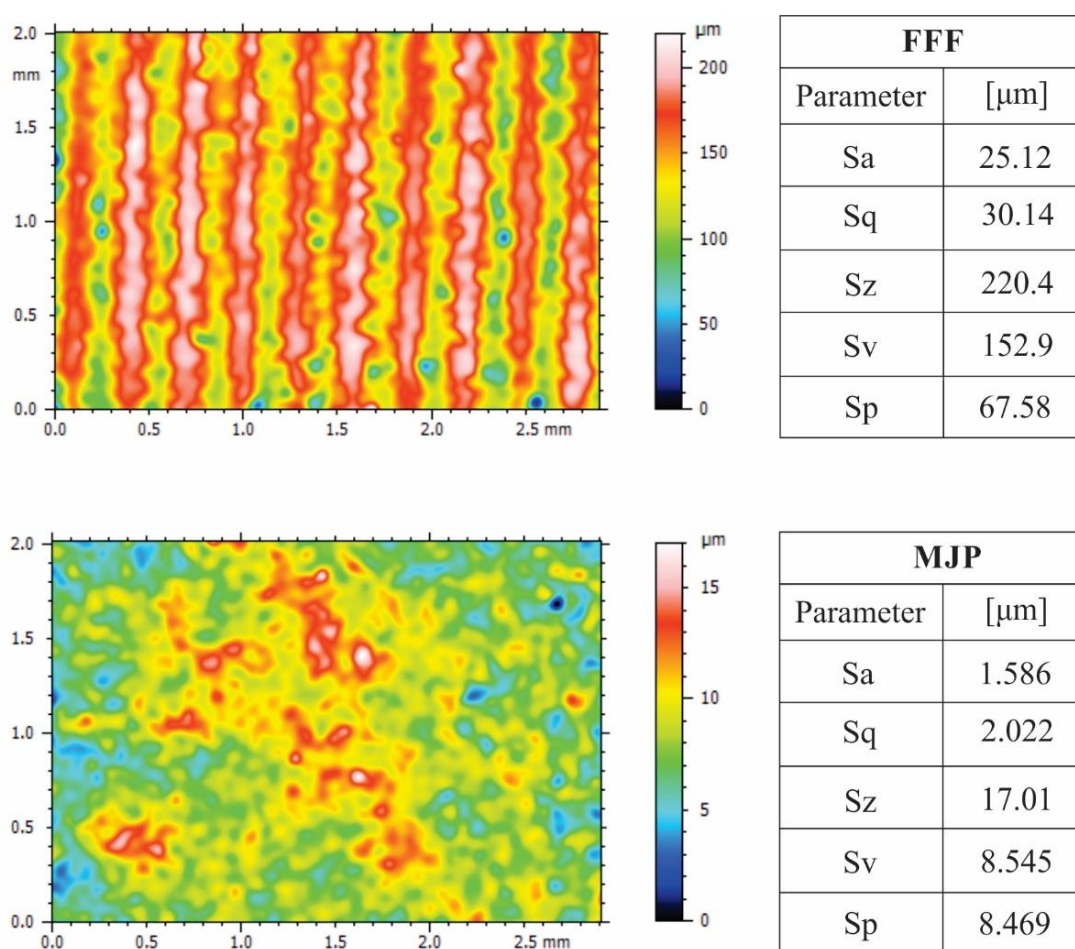 2.0
mm
1.5
1.0
0.5
0.0
0.0 0.5 1.0 1.5 2.0 2.5 mm
μm
200
150
100
50
0
FFF
Parameter [μm]
Sa 25.12
Sq 30.14
Sz 220.4
Sv 152.9
Sp 67.58
2.0
1.5
1.0
0.5
0.0
0.0 0.5 1.0 1.5 2.0 2.5 mm
μm
15
10
5
0
MJP
Parameter [μm]
Sa 1.586
Sq 2.022
Sz 17.01
Sv 8.545
Sp 8.469